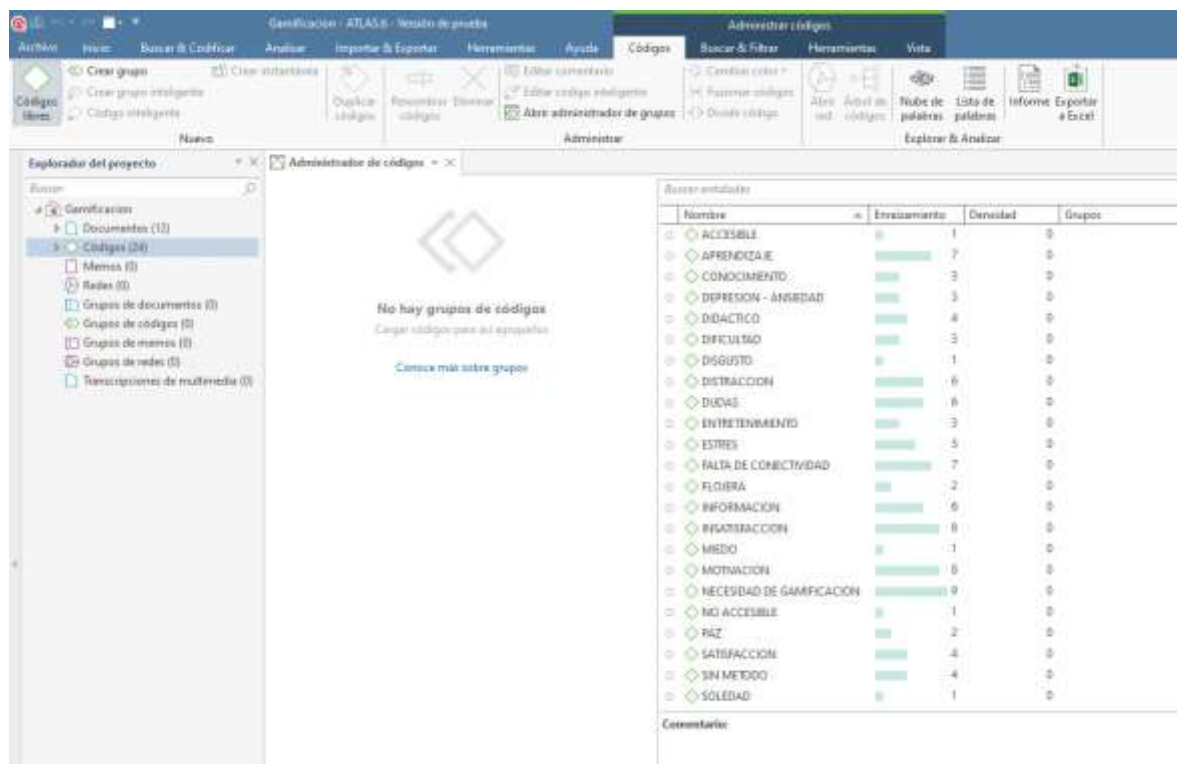 Gamificacion - ATLAS.ti - Versión de prueba
Administrar códigos
Archivo Inicio Buscar & Codificar Analizar Importar & Exportar Herramientas Ayuda Códigos Buscar & Filtrar Herramientas Vista
Códigos libres
Crear grupo
Crear grupo inteligente
Código inteligente
Crear instantánea
Duplicar códigos
Renombrar códigos
Eliminar
Editar comentario
Editar código inteligente
Abre administrador de grupos
Cambiar color
Fusionar códigos
Dividir código
Abrir red
Árbol de códigos
Nube de palabras
Lista de palabras
Informe
Exportar a Excel
Nuevo
Administrar
Explorar & Analizar
Explorador del proyecto
Administrador de códigos
Buscar
Gamificacion
Documentos (12)
Códigos (24)
Memos (0)
Redes (0)
Grupos de documentos (0)
Grupos de códigos (0)
Grupos de memos (0)
Grupos de redes (0)
Transcripciones de multimedia (0)
No hay grupos de códigos
Cargar códigos para así agruparlos
Conoce más sobre grupos
Buscar entidades
Nombre Enraizamiento Densidad Grupos
ACCESIBLE 1 0
APRENDIZAJE 7 0
CONOCIMIENTO 3 0
DEPRESION - ANSIEDAD 3 0
DIDACTICO 4 0
DIFICULTAD 3 0
DISGUSTO 1 0
DISTRACCION 6 0
DUDAS 6 0
ENTRETENIMIENTO 3 0
ESTRES 5 0
FALTA DE CONECTIVIDAD 7 0
FLOJERA 2 0
INFORMACION 6 0
INSATISFACCION 8 0
MIEDO 1 0
MOTIVACION 8 0
NECESIDAD DE GAMIFICACION 9 0
NO ACCESIBLE 1 0
PAZ 2 0
SATISFACCION 4 0
SIN METODO 4 0
SOLEDAD 1 0
Comentario: